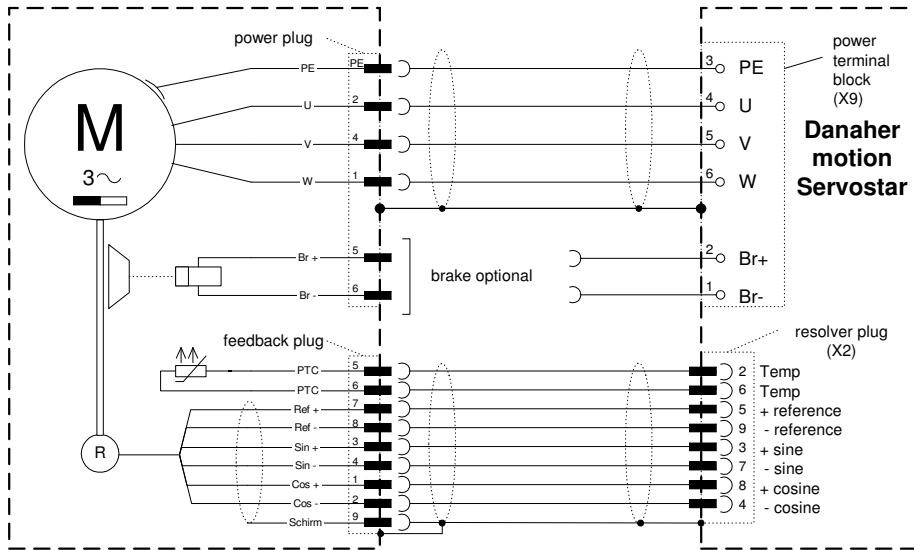 power plug
power
terminal
block
(X9)
Danaher
motion
Servostar
M
3
PE PE 3 PE
U 2 4 U
V 4 5 V
W 1 6 W
Br + 5 brake optional 2 Br+
Br - 6 1 Br-
feedback plug
resolver plug
(X2)
PTC 5 2 Temp
PTC 6 6 Temp
Ref + 7 5 + reference
Ref - 8 9 - reference
R
Sin + 3 3 + sine
Sin - 4 7 - sine
Cos + 1 8 + cosine
Cos - 2 4 - cosine
Schirm 9